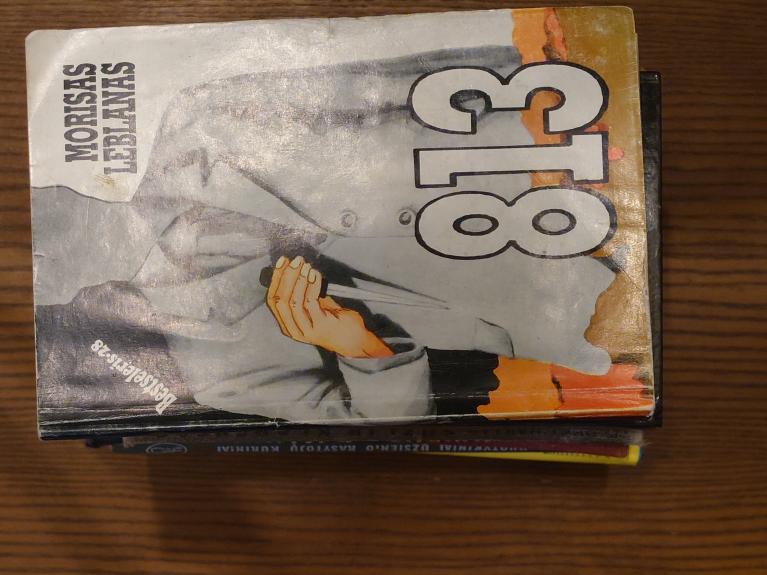 MORISAS
LEBLANAS
813
Bestseleris-28
UŽSIENIO RAŠYTOJŲ KŪRINIAI